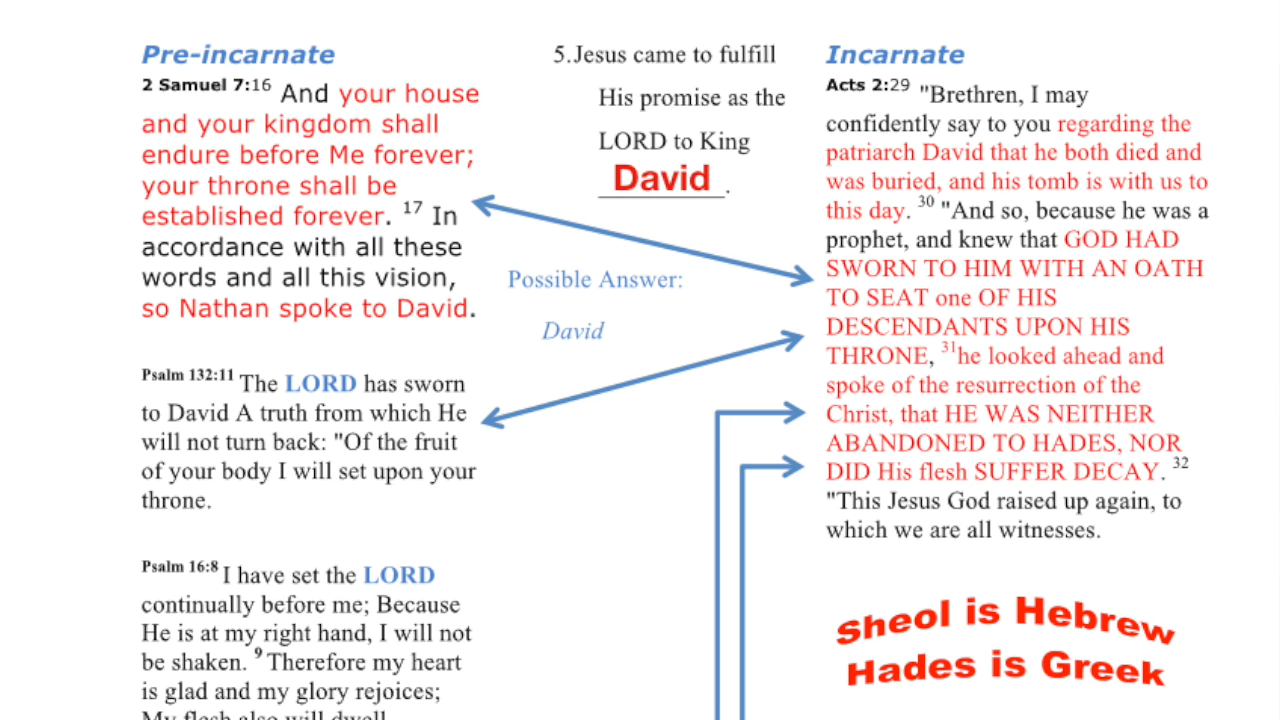 Pre-incarnate
2 Samuel 7:16 And your house
and your kingdom shall
endure before Me forever;
your throne shall be
established forever. 17 In
accordance with all these
words and all this vision,
so Nathan spoke to David.
Psalm 132:11 The LORD has sworn
to David A truth from which He
will not turn back: "Of the fruit
of your body I will set upon your
throne.
Psalm 16:8 I have set the LORD
continually before me; Because
He is at my right hand, I will not
be shaken. 9 Therefore my heart
is glad and my glory rejoices;
My flesh also will dwell
5.Jesus came to fulfill
His promise as the
LORD to King
David.
Possible Answer:
David
Incarnate
Acts 2:29 "Brethren, I may
confidently say to you regarding the
patriarch David that he both died and
was buried, and his tomb is with us to
this day. 30 "And so, because he was a
prophet, and knew that GOD HAD
SWORN TO HIM WITH AN OATH
TO SEAT one OF HIS
DESCENDANTS UPON HIS
THRONE, 31he looked ahead and
spoke of the resurrection of the
Christ, that HE WAS NEITHER
ABANDONED TO HADES, NOR
DID His flesh SUFFER DECAY. 32
"This Jesus God raised up again, to
which we are all witnesses.
Sheol is Hebrew
Hades is Greek